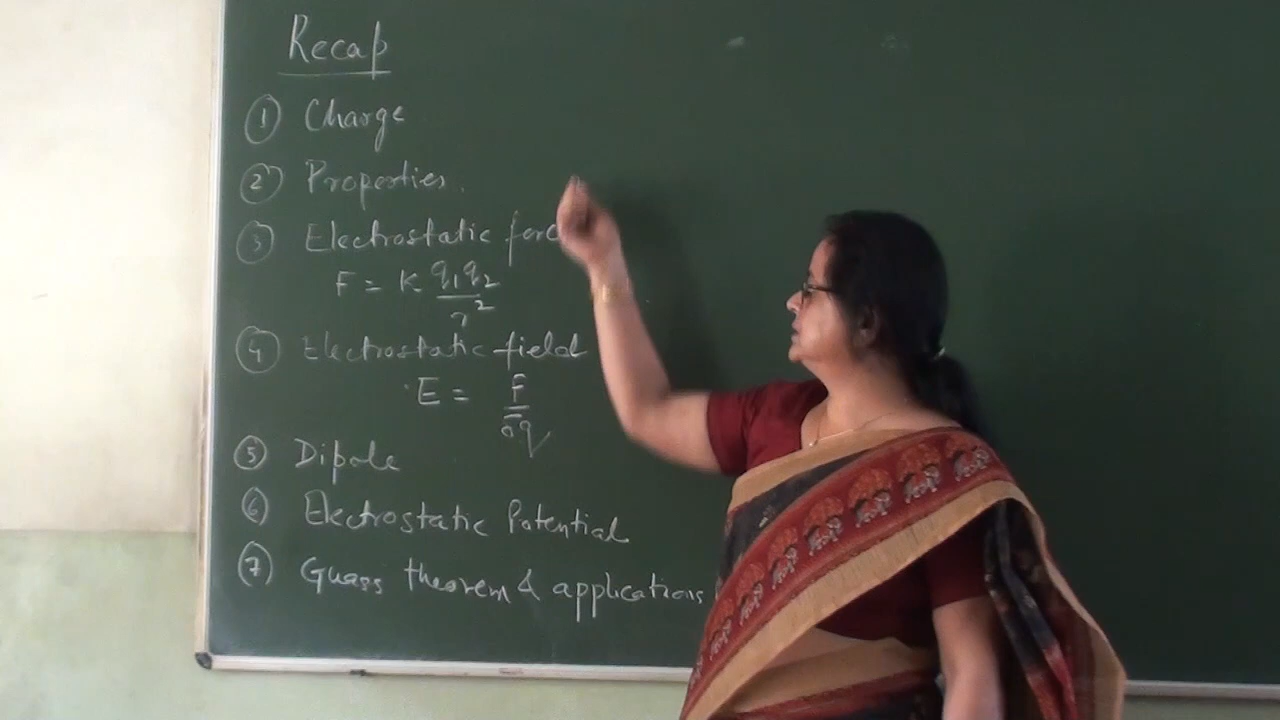 Recap
① Charge
② Properties.
③ Electrostatic forc
F = K q₁q₂/r²
④ Electrostatic field
E = F/q
⑤ Dipole
⑥ Electrostatic Potential
⑦ Guass theorem & applications